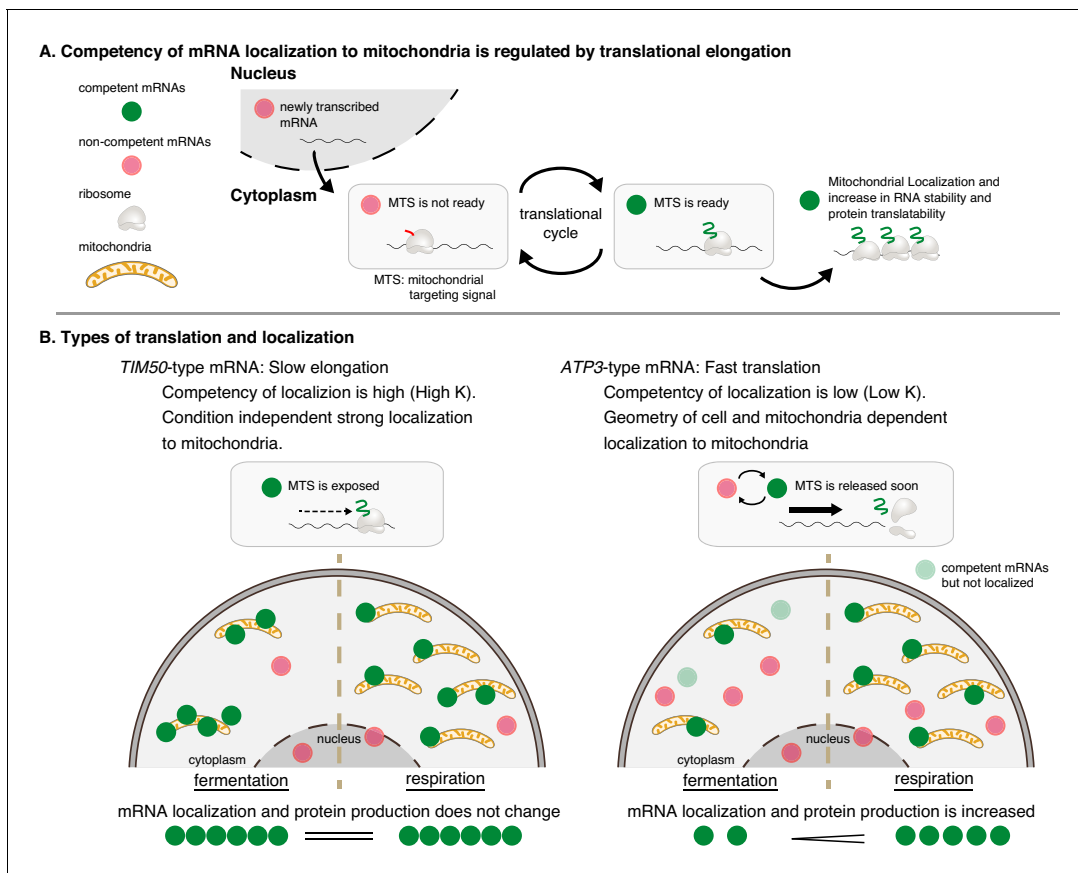 A. Competency of mRNA localization to mitochondria is regulated by translational elongation
competent mRNAs
non-competent mRNAs
ribosome
mitochondria
Nucleus
newly transcribed
mRNA
Cytoplasm
MTS is not ready
MTS: mitochondrial
targeting signal
translational
cycle
MTS is ready
Mitochondrial Localization and
increase in RNA stability and
protein translatability
B. Types of translation and localization
TIM50-type mRNA: Slow elongation
Competency of localizion is high (High K).
Condition independent strong localization
to mitochondria.
MTS is exposed
nucleus
cytoplasm
fermentation
respiration
mRNA localization and protein production does not change
ATP3-type mRNA: Fast translation
Competentcy of localization is low (Low K).
Geometry of cell and mitochondria dependent
localization to mitochondria
MTS is released soon
competent mRNAs
but not localized
nucleus
cytoplasm
fermentation
respiration
mRNA localization and protein production is increased